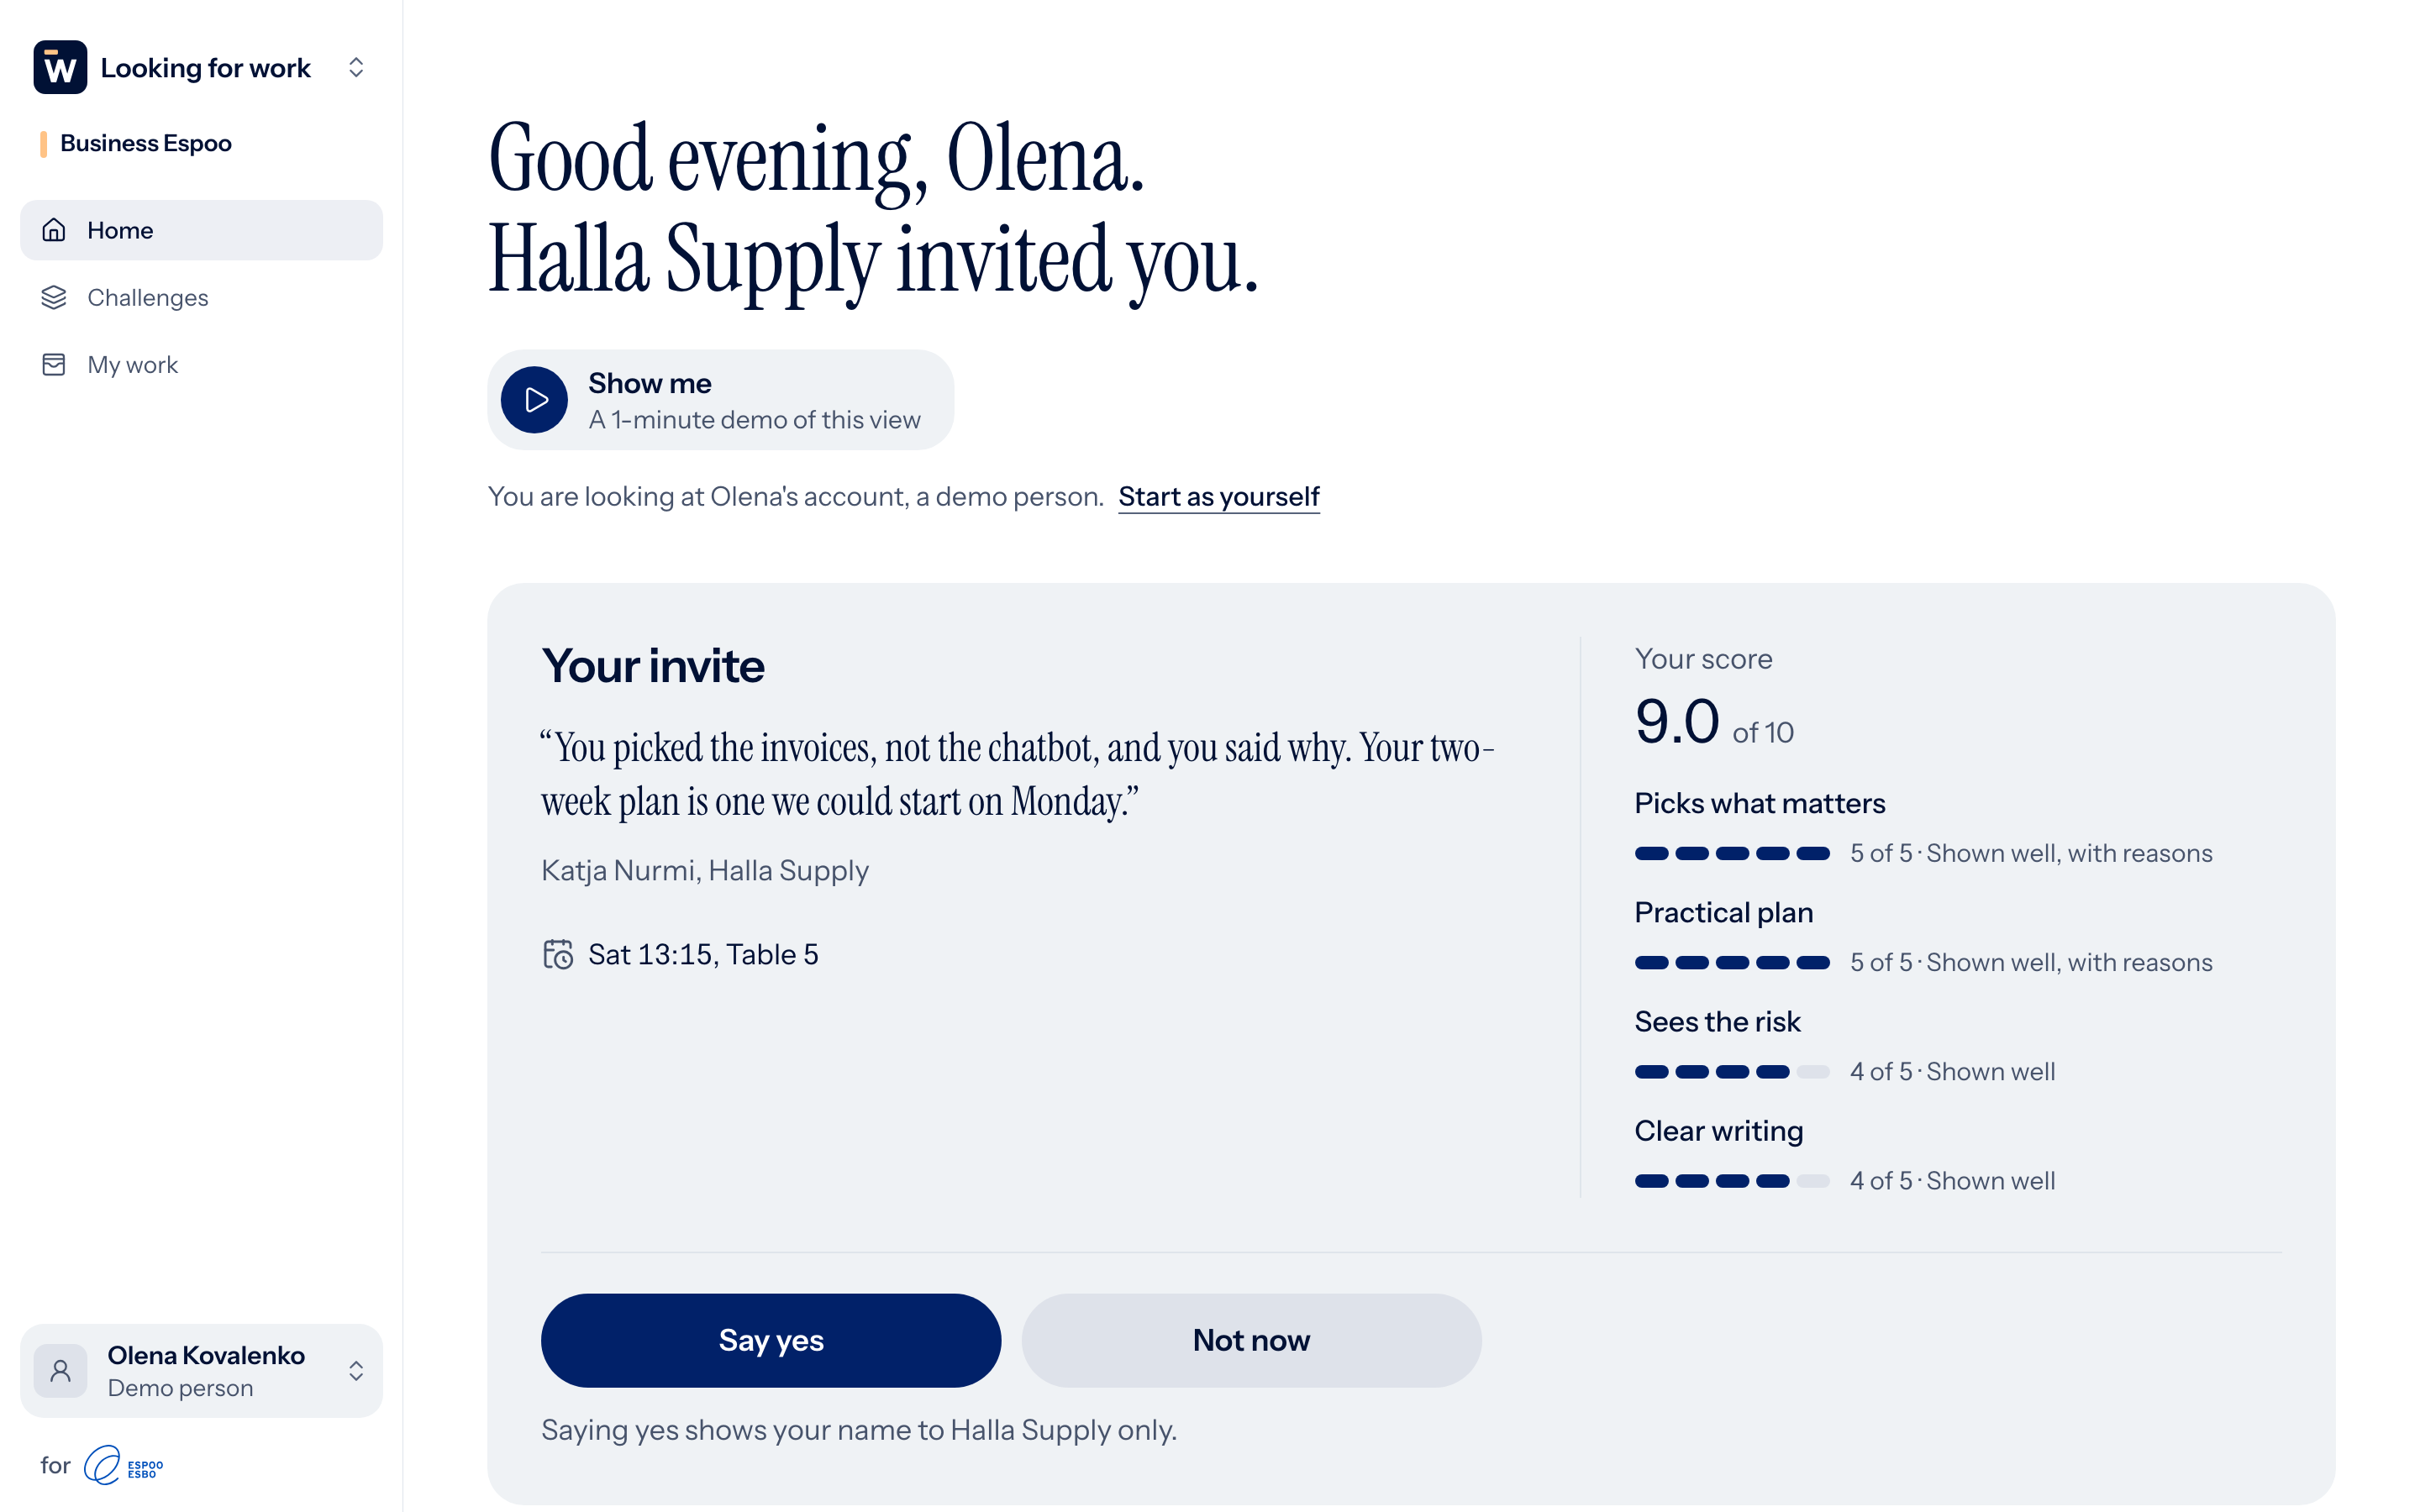 W
Looking for work
Business Espoo
Home
Challenges
My work
Good evening, Olena.
Halla Supply invited you.
Show me
A 1-minute demo of this view
You are looking at Olena's account, a demo person. Start as yourself
Your invite
“You picked the invoices, not the chatbot, and you said why. Your two-
week plan is one we could start on Monday.”
Katja Nurmi, Halla Supply
Sat 13:15, Table 5
Your score
9.0 of 10
Picks what matters
5 of 5 · Shown well, with reasons
Practical plan
5 of 5 · Shown well, with reasons
Sees the risk
4 of 5 · Shown well
Clear writing
4 of 5 · Shown well
Say yes
Not now
Saying yes shows your name to Halla Supply only.
Olena Kovalenko
Demo person
for
ESPOO
ESBO